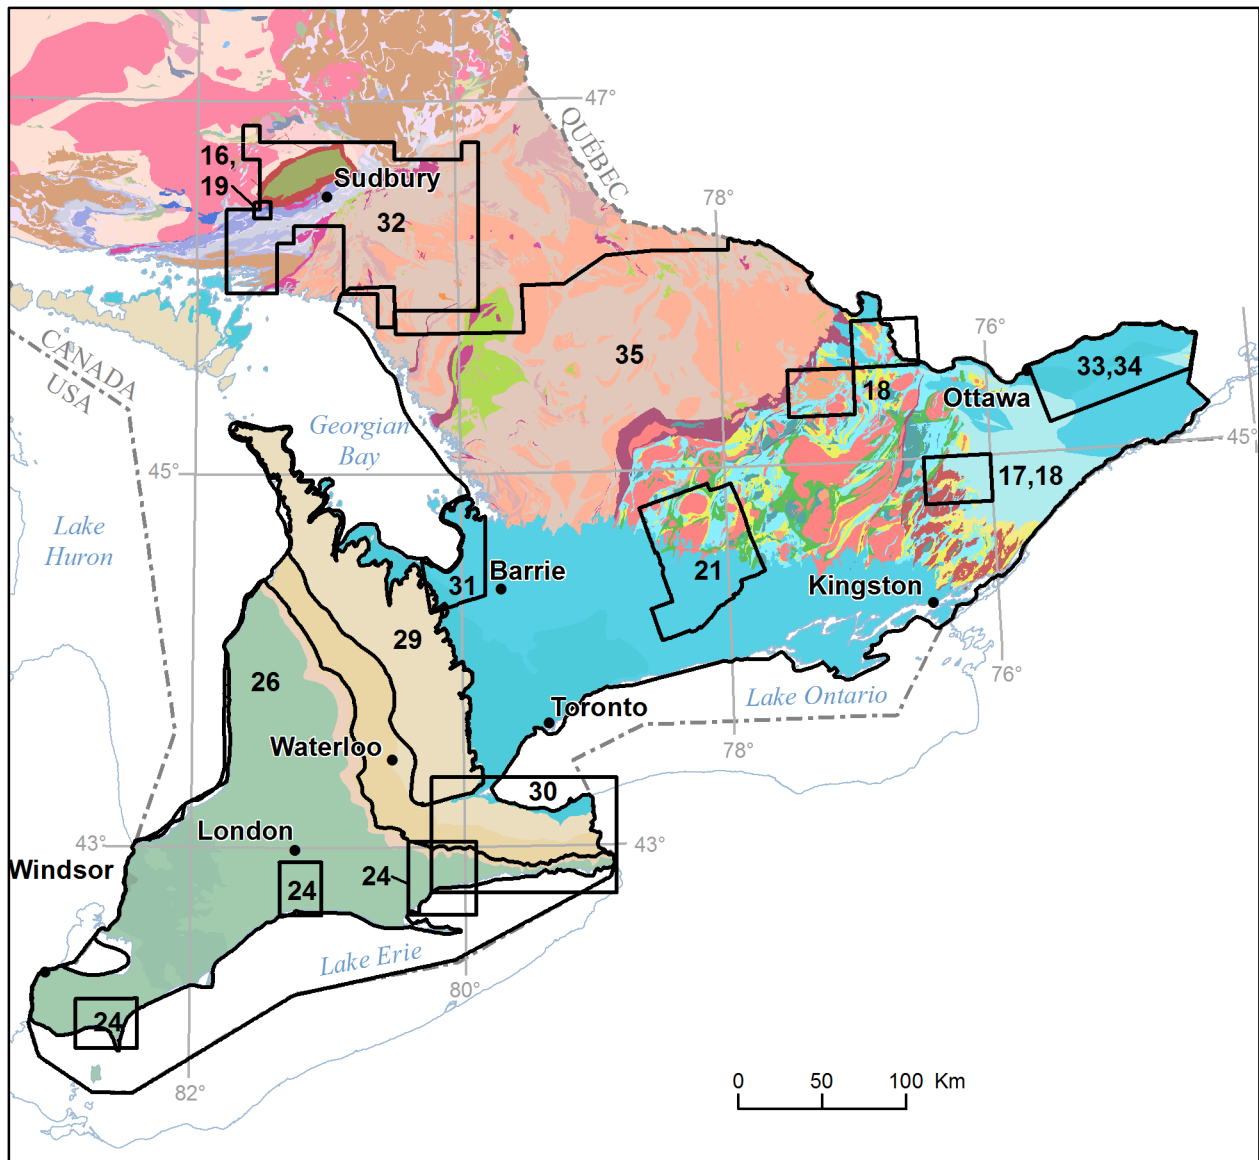 47°
QUÉBEC
16,
19
Sudbury
78°
32
76°
CANADA
USA
35
33,34
18
Ottawa
Georgian
Bay
45°
45°
17,18
Lake
Huron
21
31
Barrie
Kingston
29
76°
26
Lake Ontario
Toronto
Waterloo
78°
30
London
43°
43°
Windsor
24
24
Lake Erie
80°
24
82°
0 50 100 Km